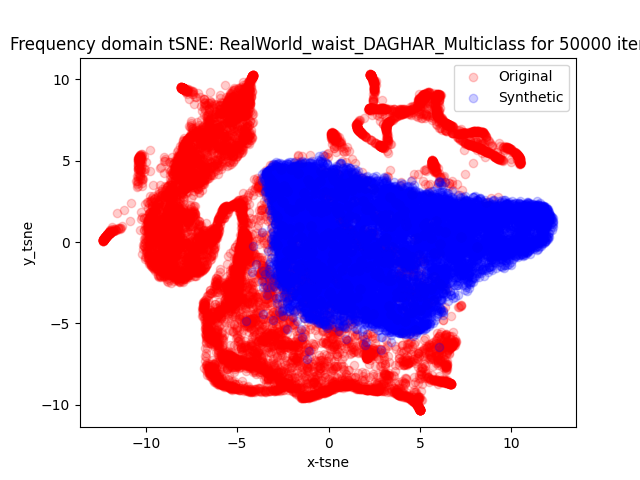 Frequency domain tSNE: RealWorld_waist_DAGHAR_Multiclass for 50000 iter
Original
Synthetic
10
5
0
−5
−10
y_tsne
−10
−5
0
5
10
x-tsne